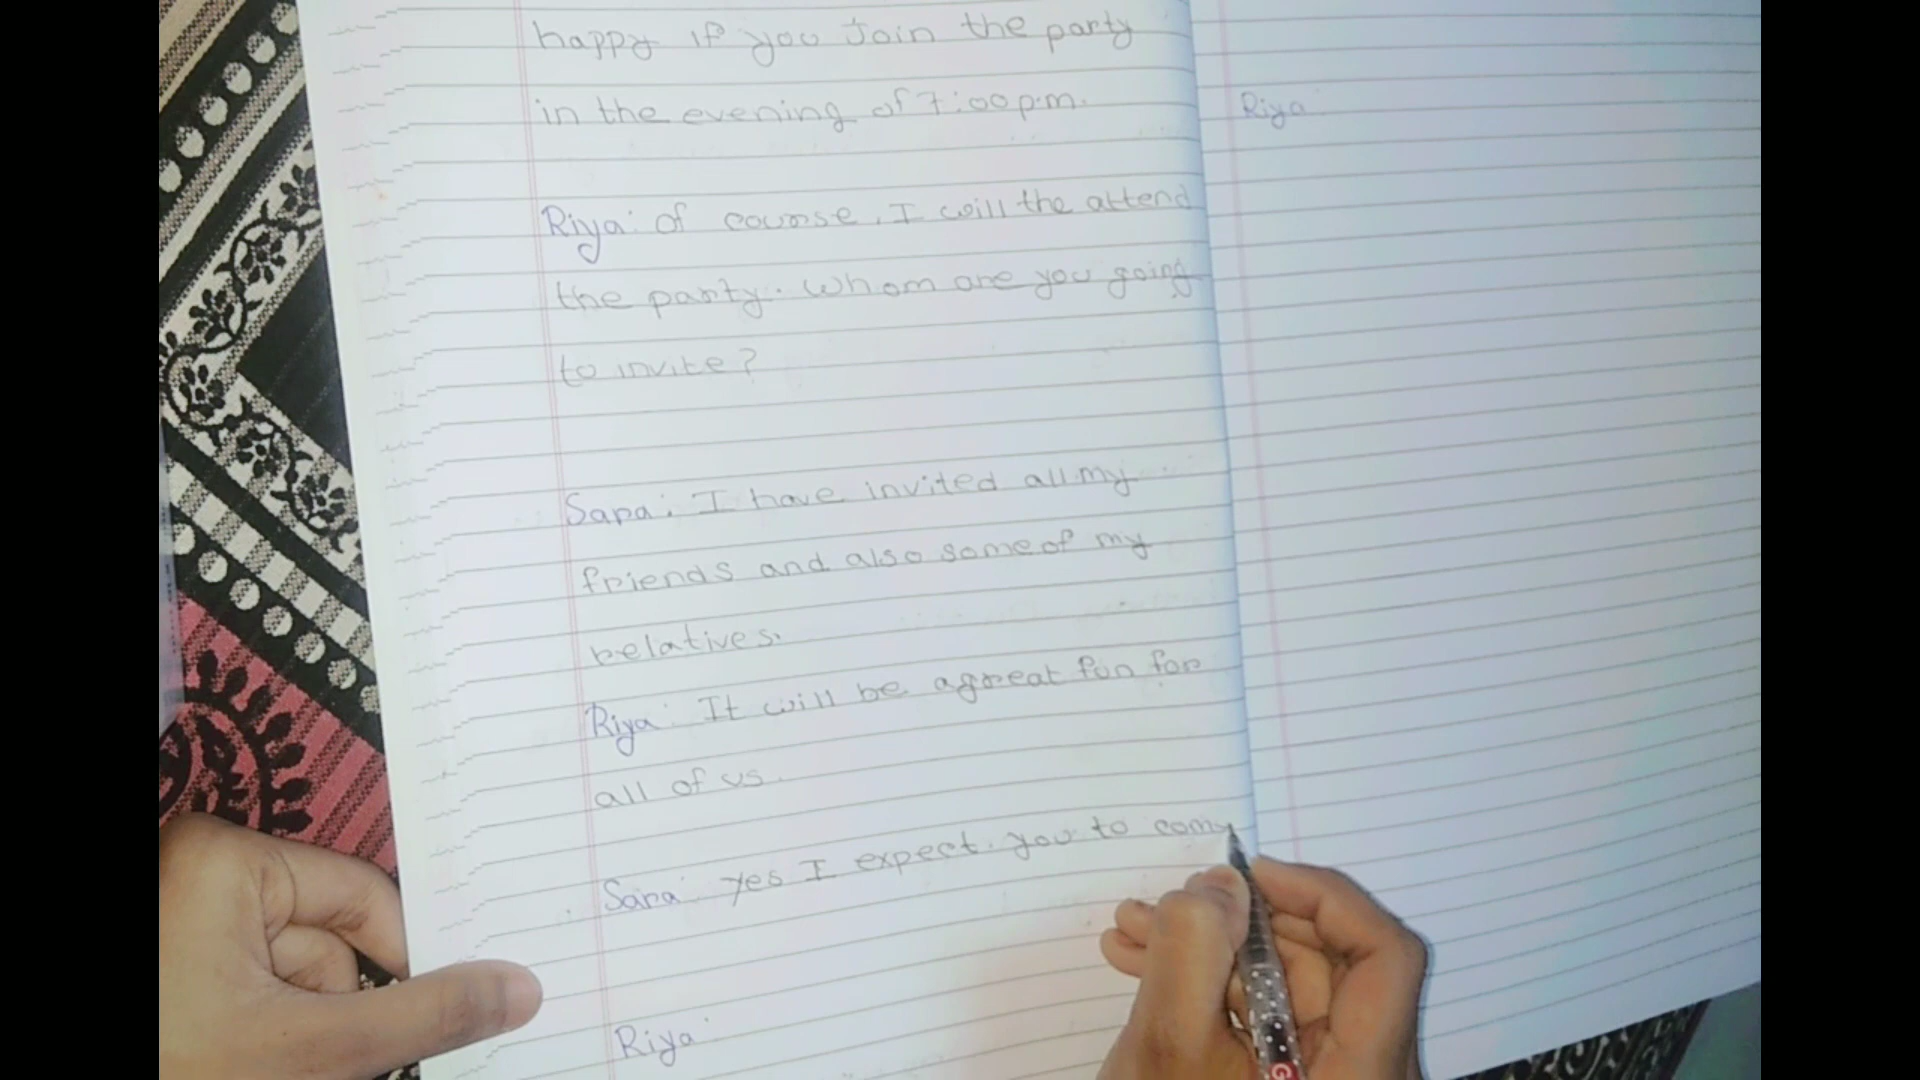 happy if you Join the party
in the evening of 7:00 p.m.
Riya: of course. I will the attend
the party. Whom are you going
to invite?
Sara: I have invited all my
friends and also some of my
relatives.
Riya: It will be a great fun for
all of us.
Sara: yes I expect you to
Riya:
Riya